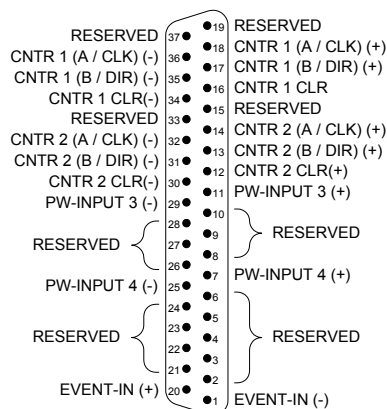 RESERVED 37 19 RESERVED
CNTR 1 (A / CLK) (-) 36 18 CNTR 1 (A / CLK) (+)
CNTR 1 (B / DIR) (-) 35 17 CNTR 1 (B / DIR) (+)
CNTR 1 CLR(-) 34 16 CNTR 1 CLR
RESERVED 33 15 RESERVED
CNTR 2 (A / CLK) (-) 32 14 CNTR 2 (A / CLK) (+)
CNTR 2 (B / DIR) (-) 31 13 CNTR 2 (B / DIR) (+)
CNTR 2 CLR(-) 30 12 CNTR 2 CLR(+)
PW-INPUT 3 (-) 29 11 PW-INPUT 3 (+)
28 10
RESERVED 27 9 RESERVED
26 8
PW-INPUT 4 (-) 25 7 PW-INPUT 4 (+)
24 6
23 5
RESERVED 22 4 RESERVED
21 3
2
EVENT-IN (+) 20 1 EVENT-IN (-)